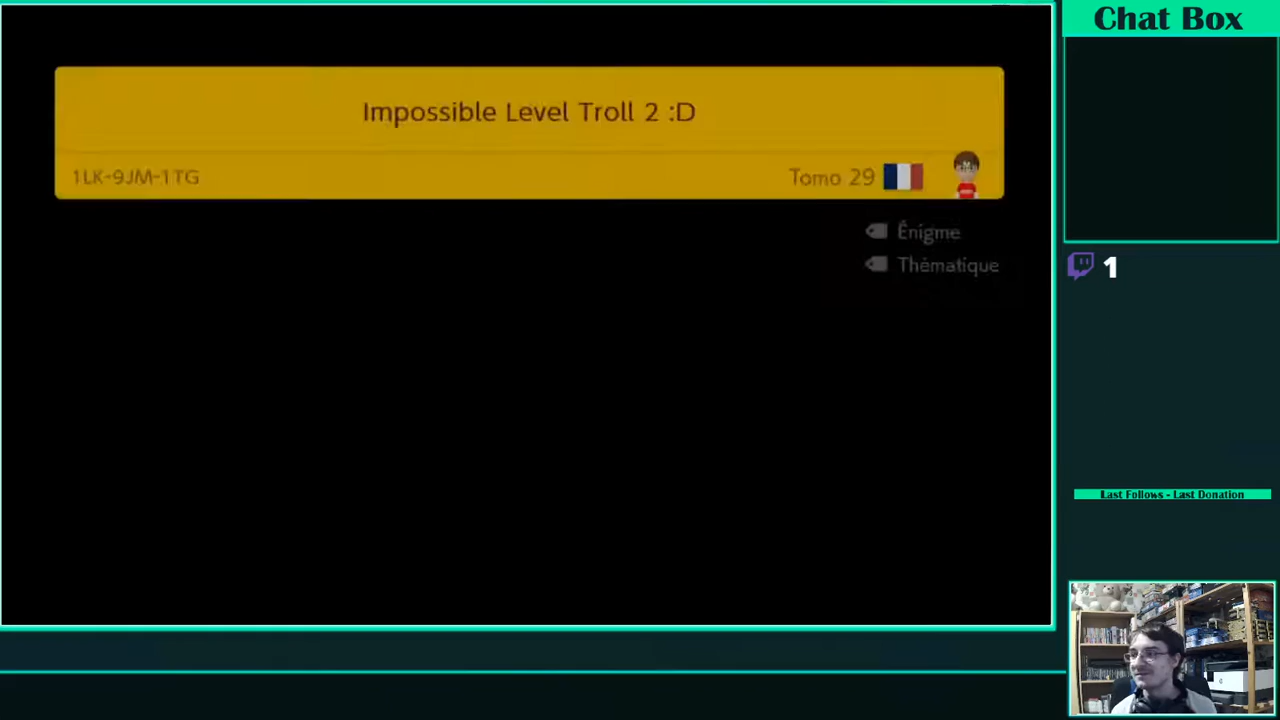 Chat Box
Impossible Level Troll 2 :D
1LK-9JM-1TG
Tomo 29
Énigme
Thématique
1
Last Follows - Last Donation